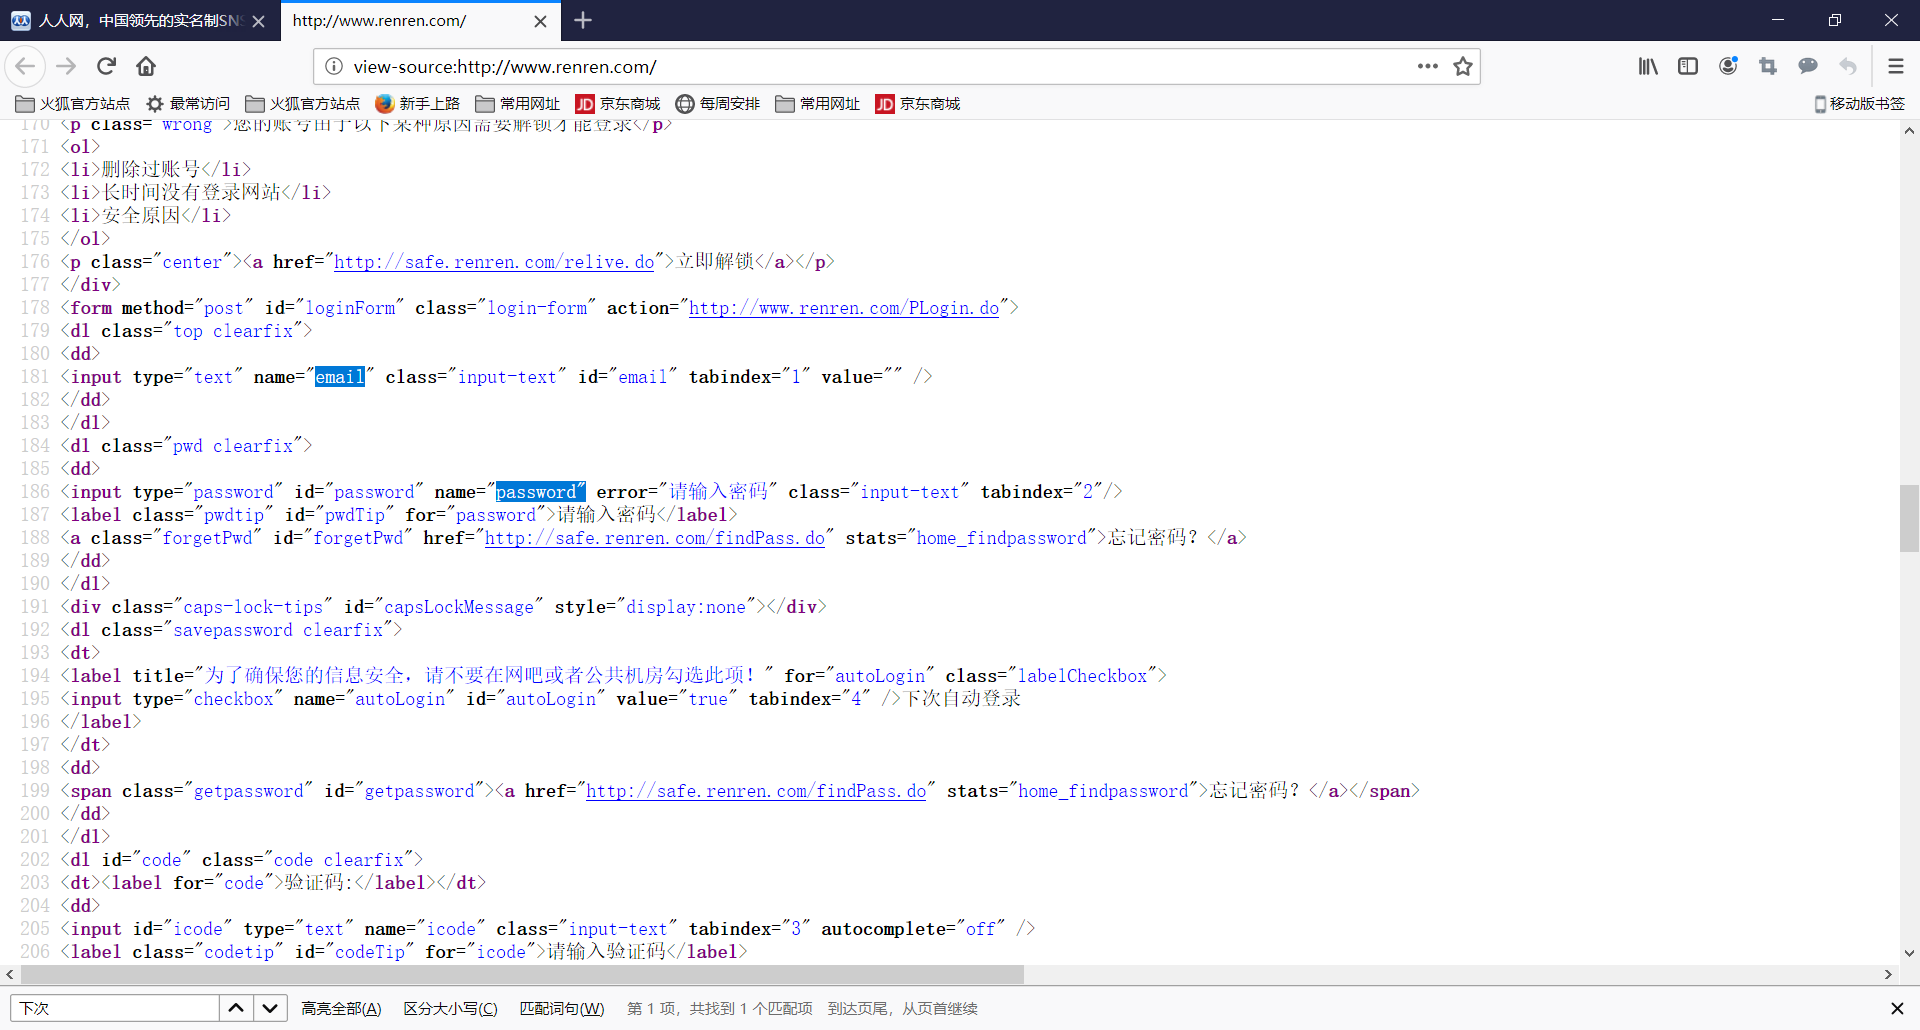 人人网，中国领先的实名制SNS
http://www.renren.com/
view-source:http://www.renren.com/
火狐官方站点 最常访问 火狐官方站点 新手上路 常用网址 京东商城 每周安排 常用网址 京东商城 移动版书签
170 <p class="wrong">您的账号由于以下某种原因需要解锁才能登录</p>
171 <ol>
172 <li>删除过账号</li>
173 <li>长时间没有登录网站</li>
174 <li>安全原因</li>
175 </ol>
176 <p class="center"><a href="http://safe.renren.com/relive.do">立即解锁</a></p>
177 </div>
178 <form method="post" id="loginForm" class="login-form" action="http://www.renren.com/PLogin.do">
179 <dl class="top clearfix">
180 <dd>
181 <input type="text" name="email" class="input-text" id="email" tabindex="1" value="" />
182 </dd>
183 </dl>
184 <dl class="pwd clearfix">
185 <dd>
186 <input type="password" id="password" name="password" error="请输入密码" class="input-text" tabindex="2"/>
187 <label class="pwdtip" id="pwdTip" for="password">请输入密码</label>
188 <a class="forgetPwd" id="forgetPwd" href="http://safe.renren.com/findPass.do" stats="home_findpassword">忘记密码？</a>
189 </dd>
190 </dl>
191 <div class="caps-lock-tips" id="capsLockMessage" style="display:none"></div>
192 <dl class="savepassword clearfix">
193 <dt>
194 <label title="为了确保您的信息安全，请不要在网吧或者公共机房勾选此项！" for="autoLogin" class="labelCheckbox">
195 <input type="checkbox" name="autoLogin" id="autoLogin" value="true" tabindex="4" />下次自动登录
196 </label>
197 </dt>
198 <dd>
199 <span class="getpassword" id="getpassword"><a href="http://safe.renren.com/findPass.do" stats="home_findpassword">忘记密码？</a></span>
200 </dd>
201 </dl>
202 <dl id="code" class="code clearfix">
203 <dt><label for="code">验证码:</label></dt>
204 <dd>
205 <input id="icode" type="text" name="icode" class="input-text" tabindex="3" autocomplete="off" />
206 <label class="codetip" id="codeTip" for="icode">请输入验证码</label>
下次 高亮全部(A) 区分大小写(C) 匹配词句(W) 第 1 项，共找到 1 个匹配项 到达页尾，从页首继续